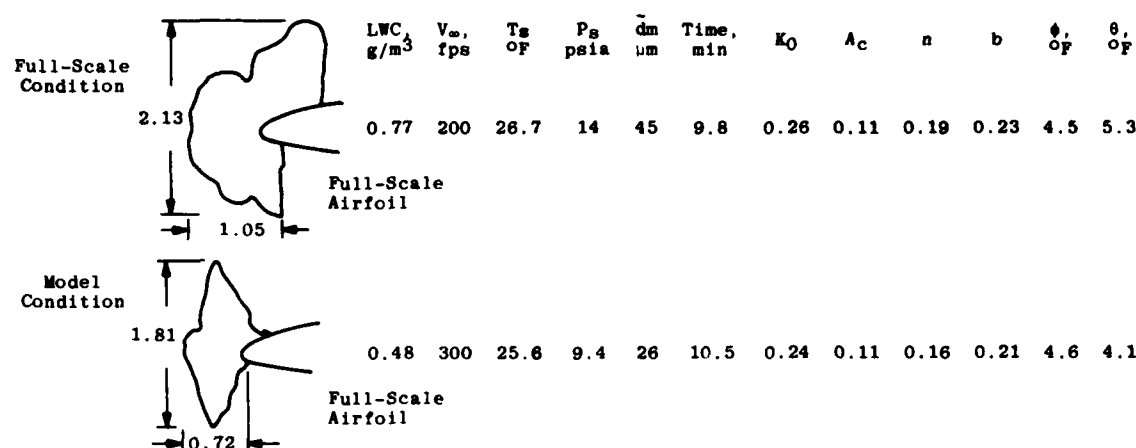 LWC, V∞, Ts Ps d̃m Time, K0 Ac n b ϕ, θ,
g/m3 fps OF psia μm min OF OF
Full-Scale
Condition
2.13
0.77 200 26.7 14 45 9.8 0.26 0.11 0.19 0.23 4.5 5.3
Full-Scale
Airfoil
1.05
Model
Condition
1.81
0.48 300 25.6 9.4 26 10.5 0.24 0.11 0.16 0.21 4.6 4.1
Full-Scale
Airfoil
0.72